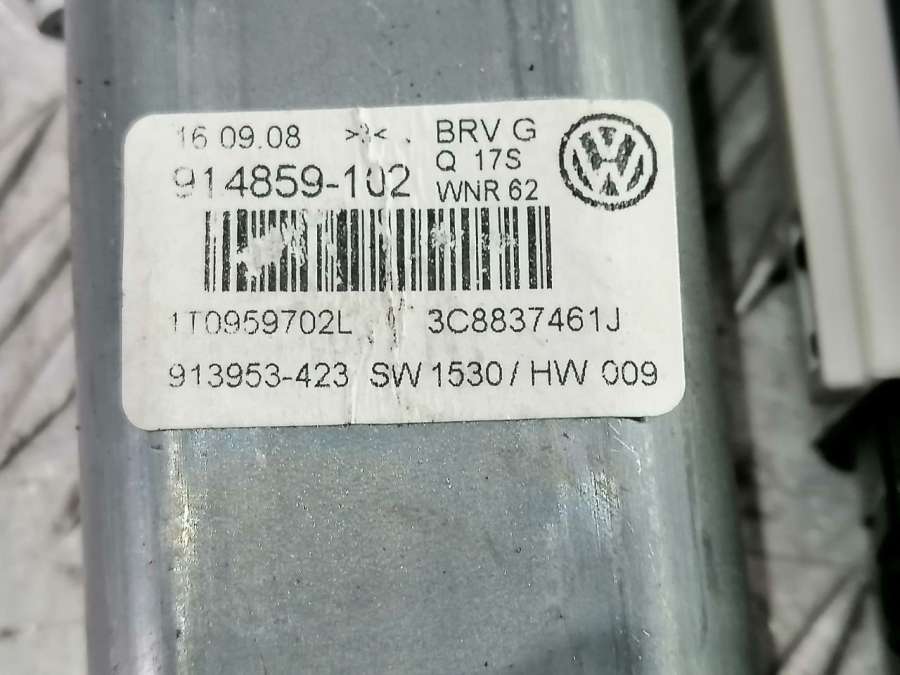 16 09.08 >3< . BRV G
Q 17S
914859-102 WNR 62
1T0959702L 3C8837461J
913953-423 SW 1530 / HW 009